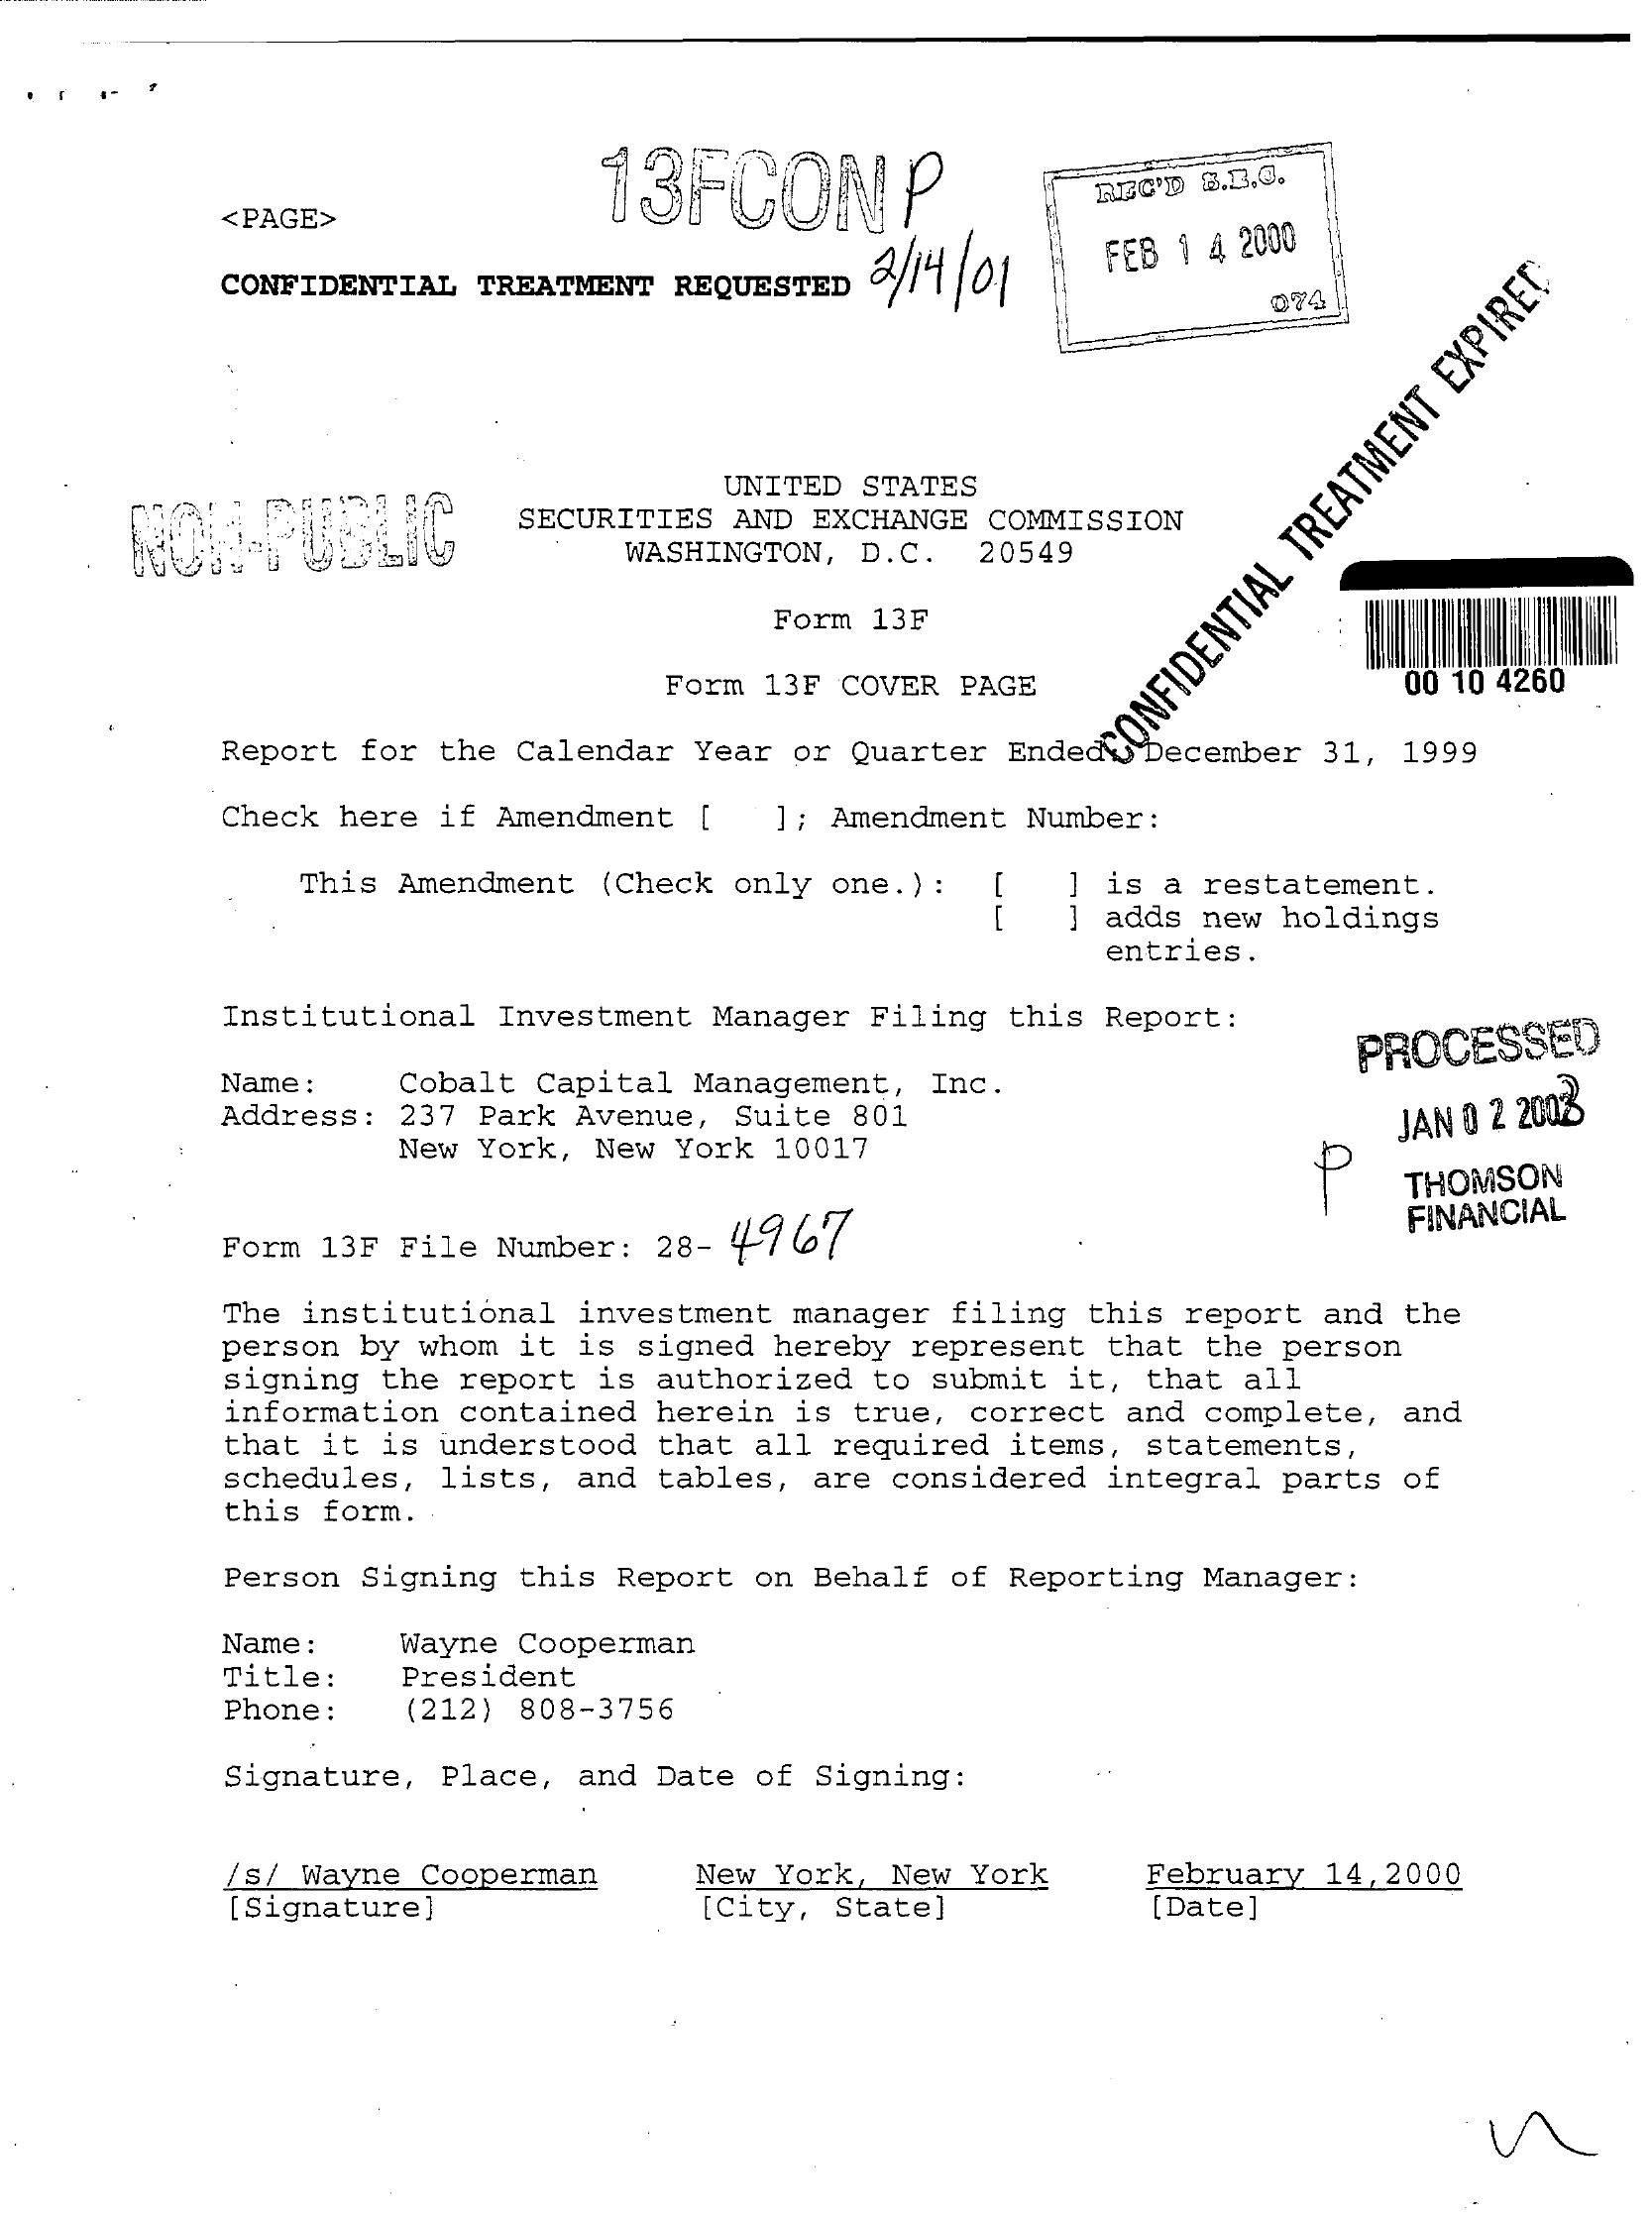 13FCON P
<PAGE>
REC'D S.E.C.
FEB 1 4 2000
074
CONFIDENTIAL TREATMENT REQUESTED 2/14/01
CONFIDENTIAL TREATMENT EXPIRED
NON-PUBLIC
UNITED STATES
SECURITIES AND EXCHANGE COMMISSION
WASHINGTON, D.C. 20549
Form 13F
00 10 4260
Form 13F COVER PAGE
Report for the Calendar Year or Quarter Ended December 31, 1999
Check here if Amendment [ ]; Amendment Number:
This Amendment (Check only one.): [ ] is a restatement.
[ ] adds new holdings
entries.
Institutional Investment Manager Filing this Report:
PROCESSED
JAN 0 2 2003
P THOMSON
FINANCIAL
Name: Cobalt Capital Management, Inc.
Address: 237 Park Avenue, Suite 801
New York, New York 10017
Form 13F File Number: 28- 4967
The institutional investment manager filing this report and the
person by whom it is signed hereby represent that the person
signing the report is authorized to submit it, that all
information contained herein is true, correct and complete, and
that it is understood that all required items, statements,
schedules, lists, and tables, are considered integral parts of
this form.
Person Signing this Report on Behalf of Reporting Manager:
Name: Wayne Cooperman
Title: President
Phone: (212) 808-3756
Signature, Place, and Date of Signing:
/s/ Wayne Cooperman New York, New York February 14,2000
[Signature] [City, State] [Date]